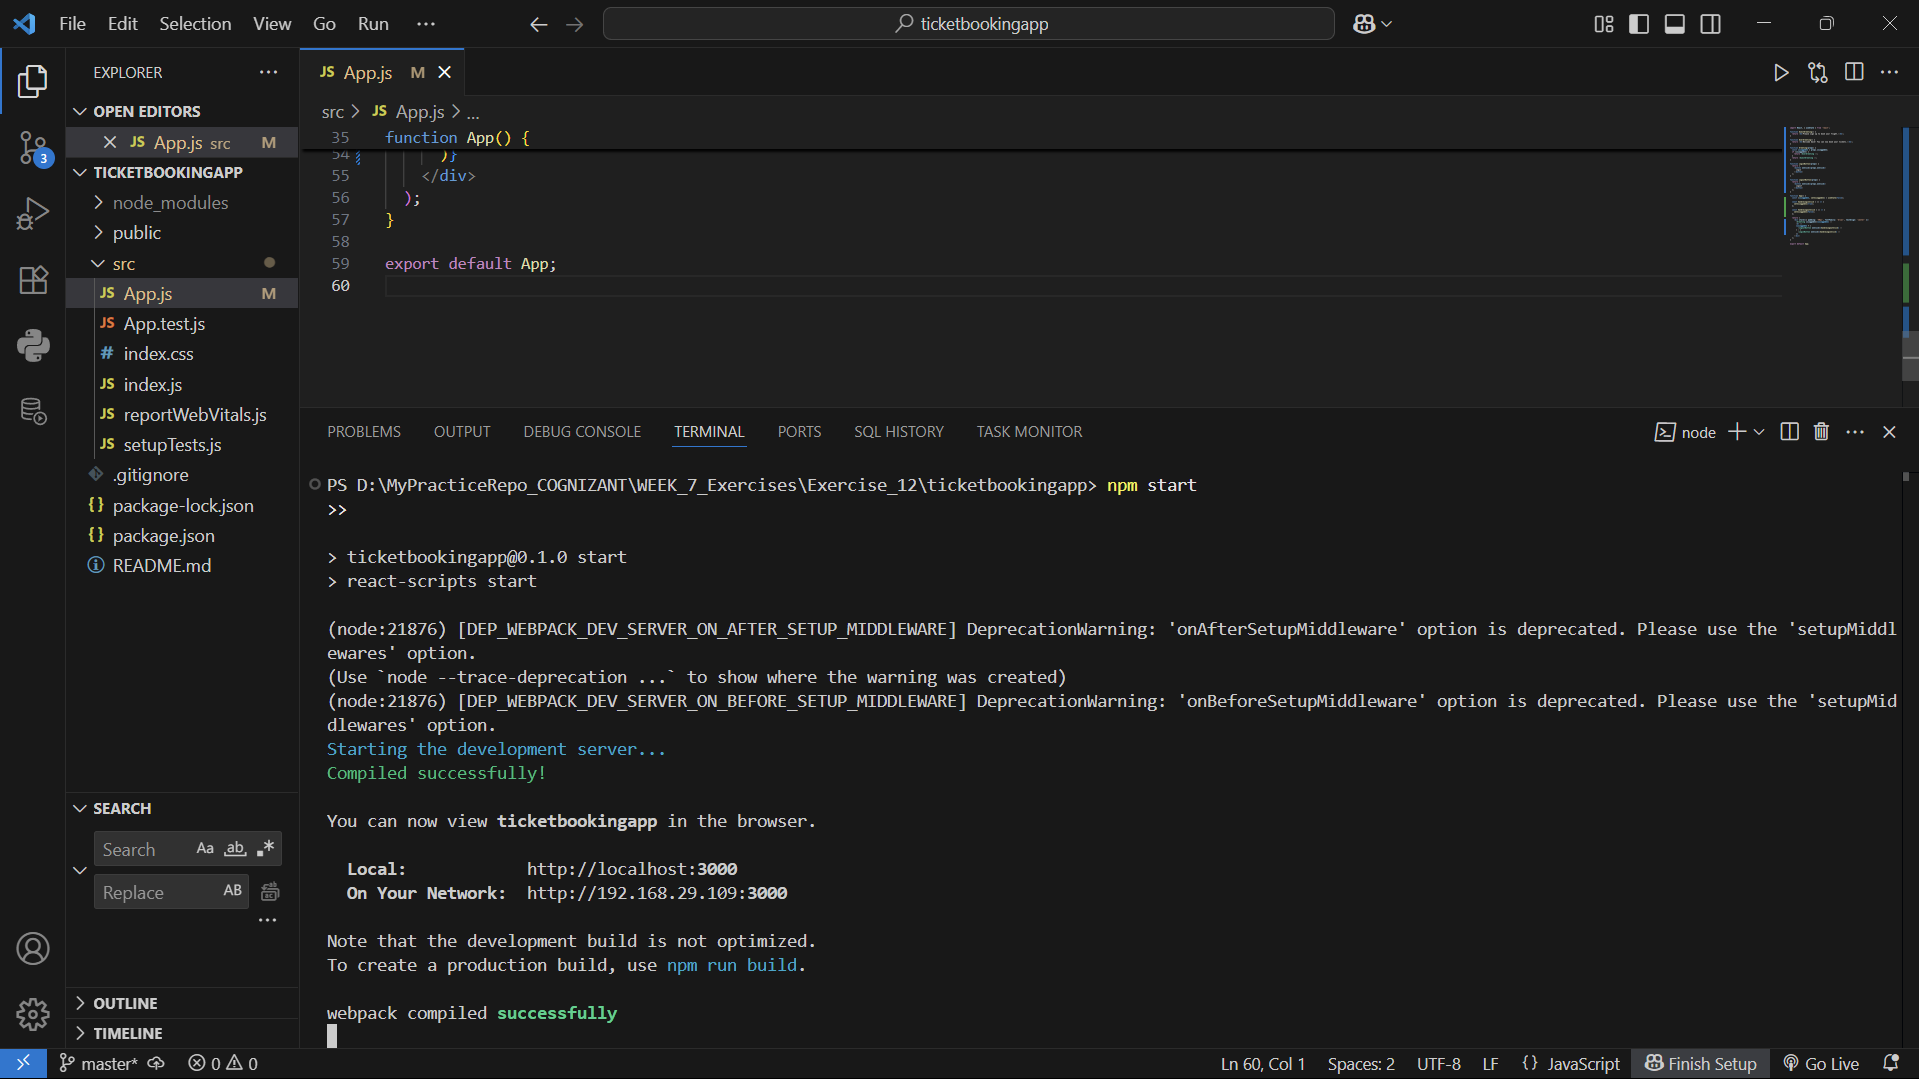 File Edit Selection View Go Run ···
ticketbookingapp
EXPLORER
OPEN EDITORS
JS App.js src M
TICKETBOOKINGAPP
node_modules
public
src
JS App.js M
JS App.test.js
# index.css
JS index.js
JS reportWebVitals.js
JS setupTests.js
.gitignore
{} package-lock.json
{} package.json
README.md
SEARCH
Search Aa ab
Replace AB
OUTLINE
TIMELINE
3
JS App.js M
src > JS App.js > ...
35 function App() {
54 )}
55 </div>
56 );
57 }
58
59 export default App;
60
PROBLEMS OUTPUT DEBUG CONSOLE TERMINAL PORTS SQL HISTORY TASK MONITOR
node
PS D:\MyPracticeRepo_COGNIZANT\WEEK_7_Exercises\Exercise_12\ticketbookingapp> npm start
>>
> ticketbookingapp@0.1.0 start
> react-scripts start
(node:21876) [DEP_WEBPACK_DEV_SERVER_ON_AFTER_SETUP_MIDDLEWARE] DeprecationWarning: 'onAfterSetupMiddleware' option is deprecated. Please use the 'setupMiddl
ewares' option.
(Use `node --trace-deprecation ...` to show where the warning was created)
(node:21876) [DEP_WEBPACK_DEV_SERVER_ON_BEFORE_SETUP_MIDDLEWARE] DeprecationWarning: 'onBeforeSetupMiddleware' option is deprecated. Please use the 'setupMid
dlewares' option.
Starting the development server...
Compiled successfully!
You can now view ticketbookingapp in the browser.
Local: http://localhost:3000
On Your Network: http://192.168.29.109:3000
Note that the development build is not optimized.
To create a production build, use npm run build.
webpack compiled successfully
master* 0 0
Ln 60, Col 1 Spaces: 2 UTF-8 LF {} JavaScript Finish Setup Go Live